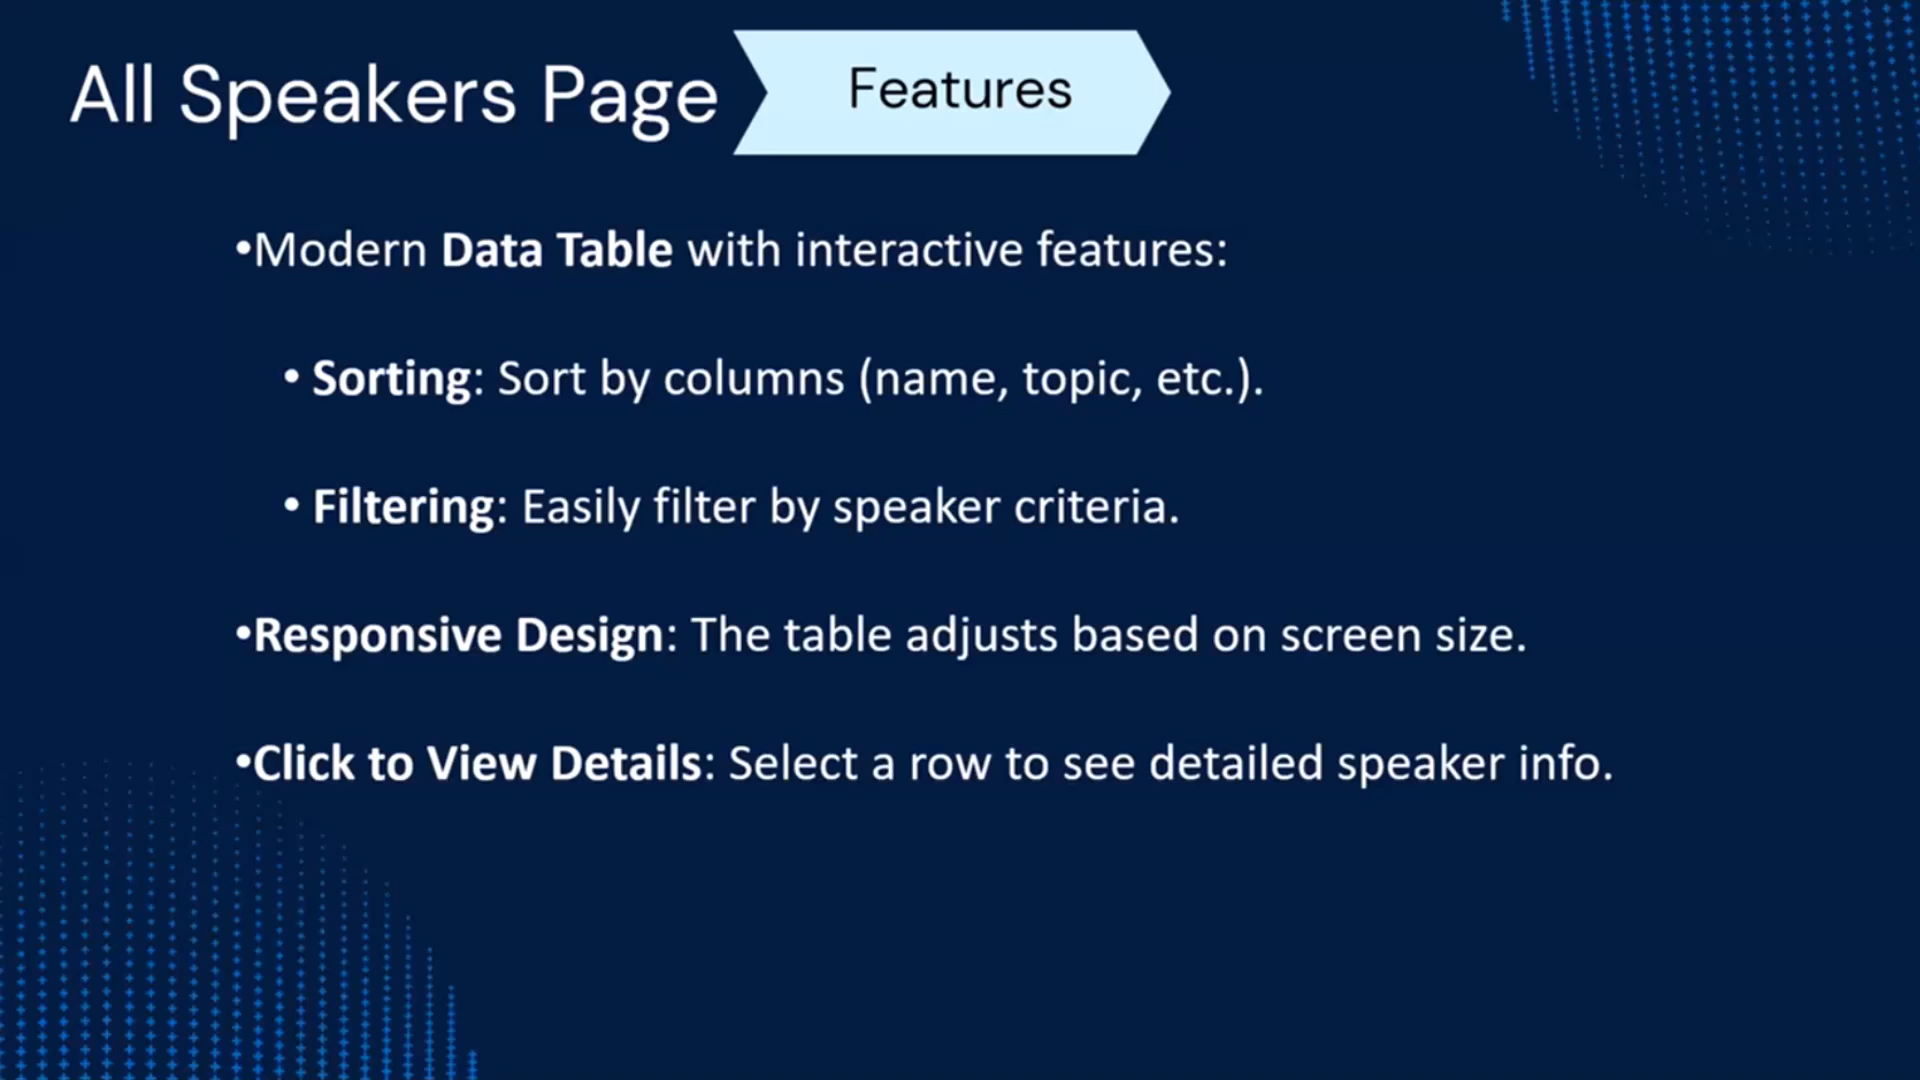 All Speakers Page
Features
•Modern Data Table with interactive features:
• Sorting: Sort by columns (name, topic, etc.).
• Filtering: Easily filter by speaker criteria.
•Responsive Design: The table adjusts based on screen size.
•Click to View Details: Select a row to see detailed speaker info.